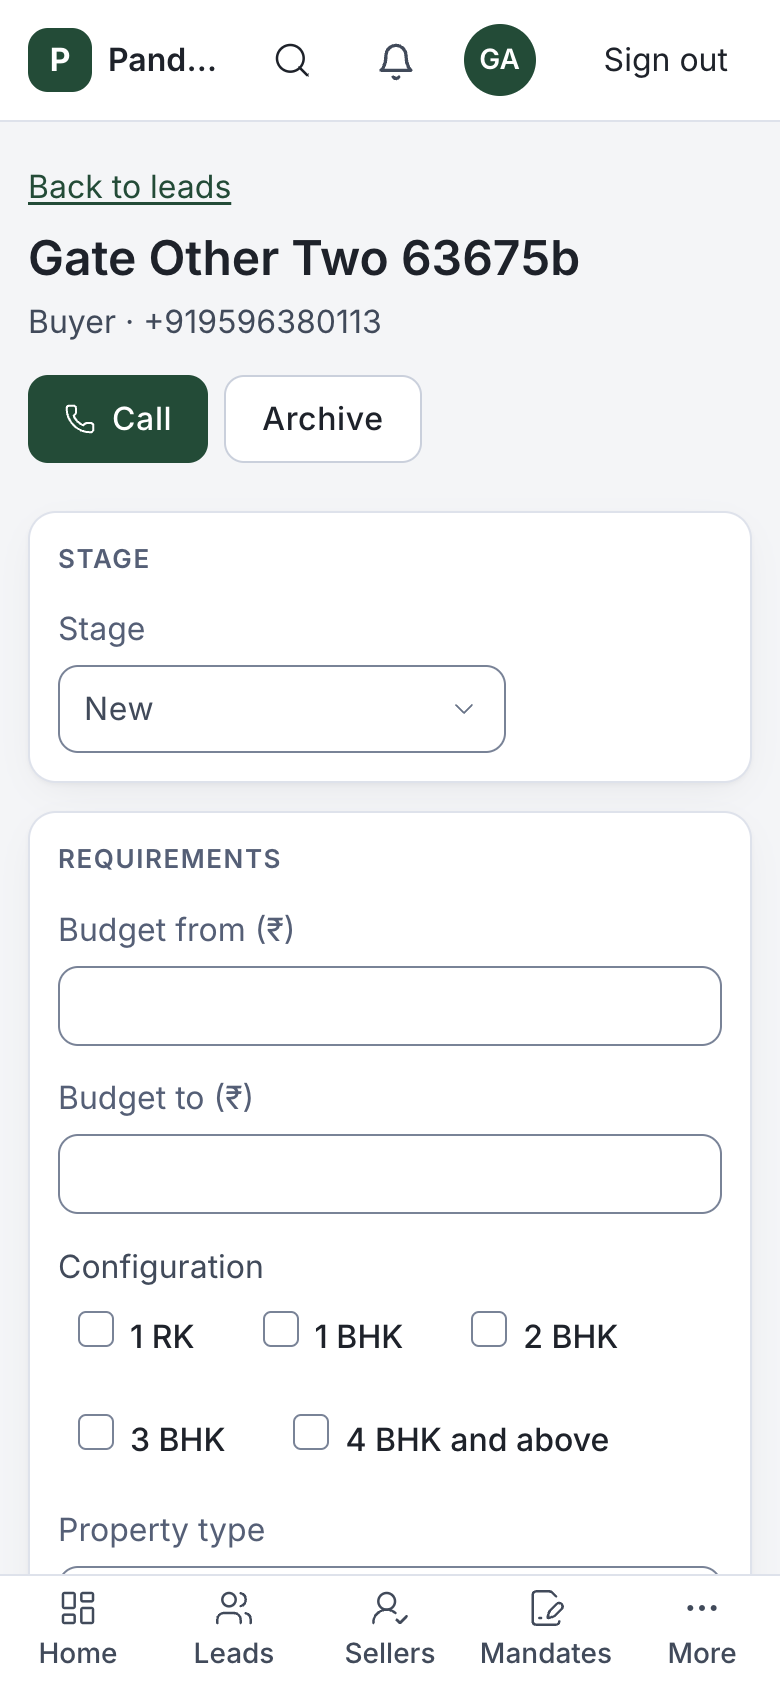 P Pand... GA Sign out
Back to leads
Gate Other Two 63675b
Buyer · +919596380113
Call Archive
STAGE
Stage
New
REQUIREMENTS
Budget from (₹)
Budget to (₹)
Configuration
1 RK 1 BHK 2 BHK
3 BHK 4 BHK and above
Property type
Home Leads Sellers Mandates More